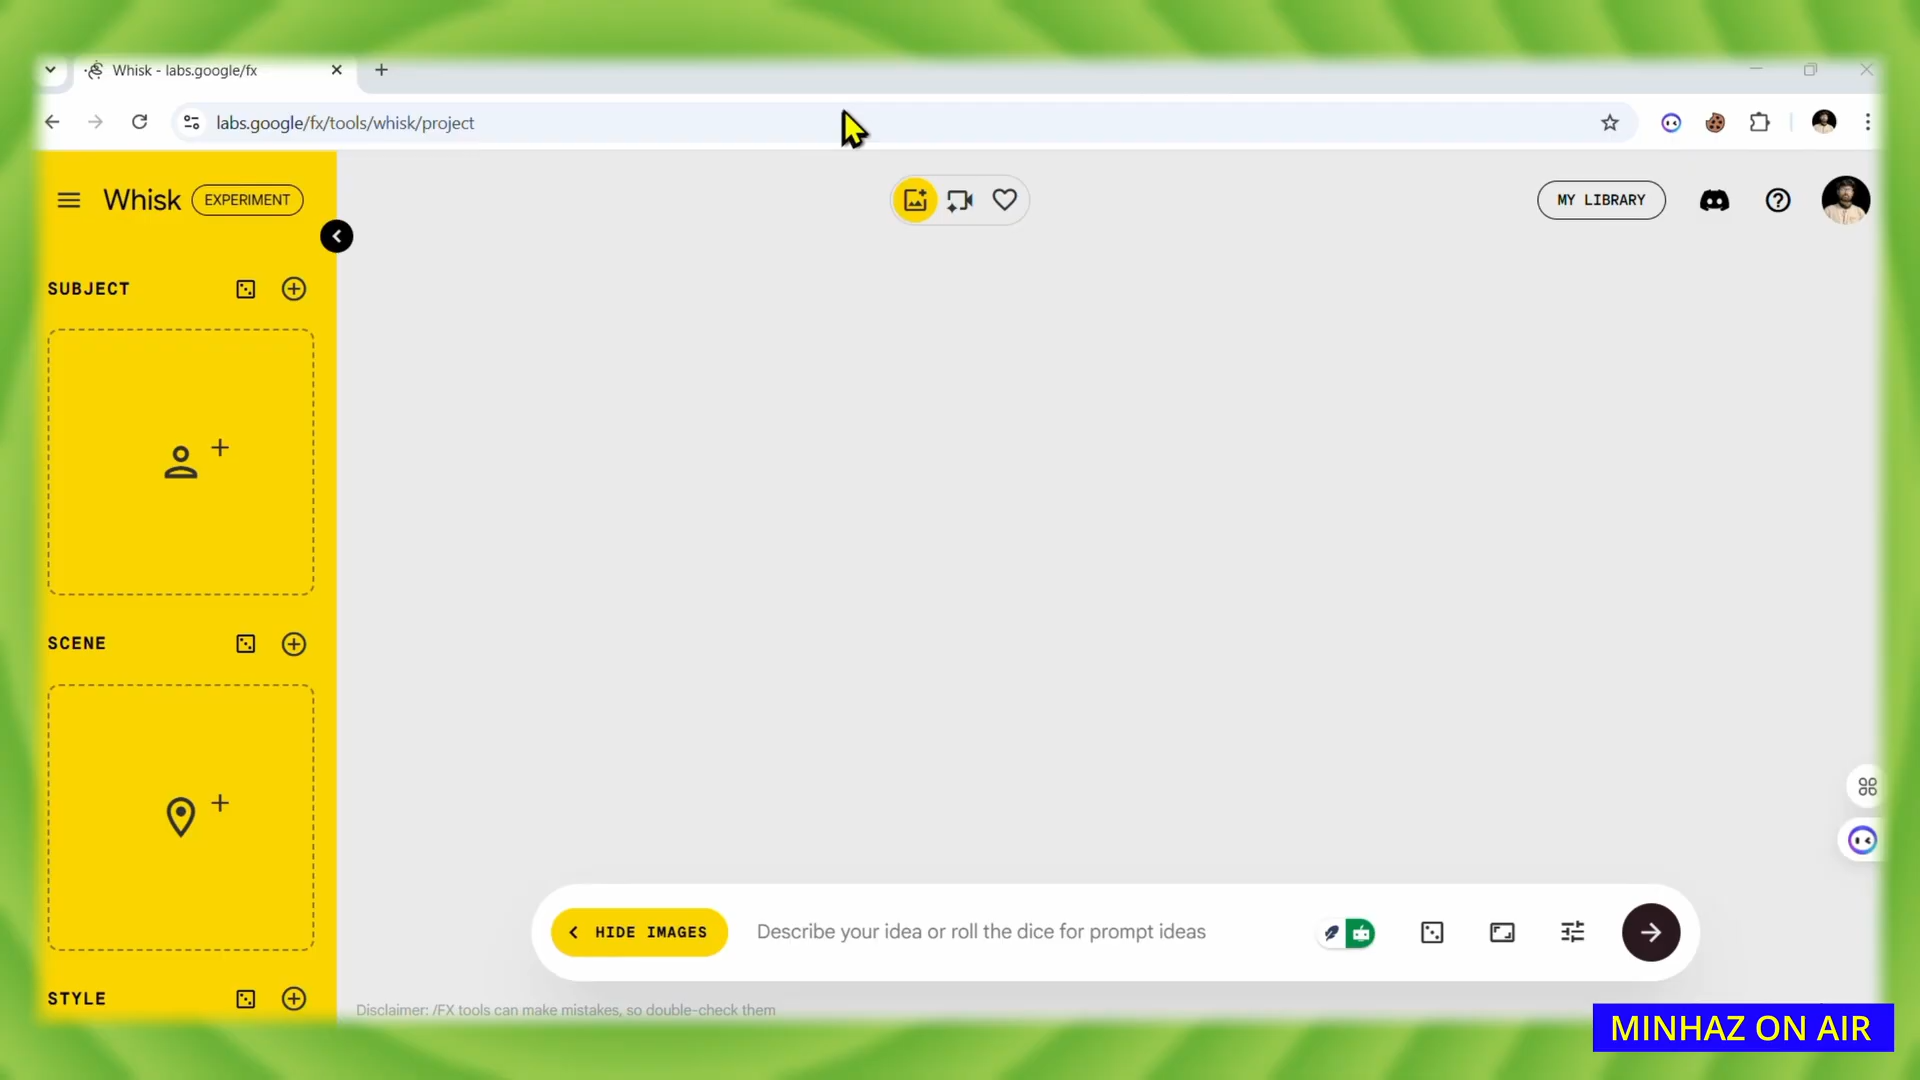 Whisk - labs.google/fx
labs.google/fx/tools/whisk/project
Whisk EXPERIMENT
MY LIBRARY
SUBJECT
SCENE
STYLE
HIDE IMAGES
Describe your idea or roll the dice for prompt ideas
Disclaimer: /FX tools can make mistakes, so double-check them
MINHAZ ON AIR